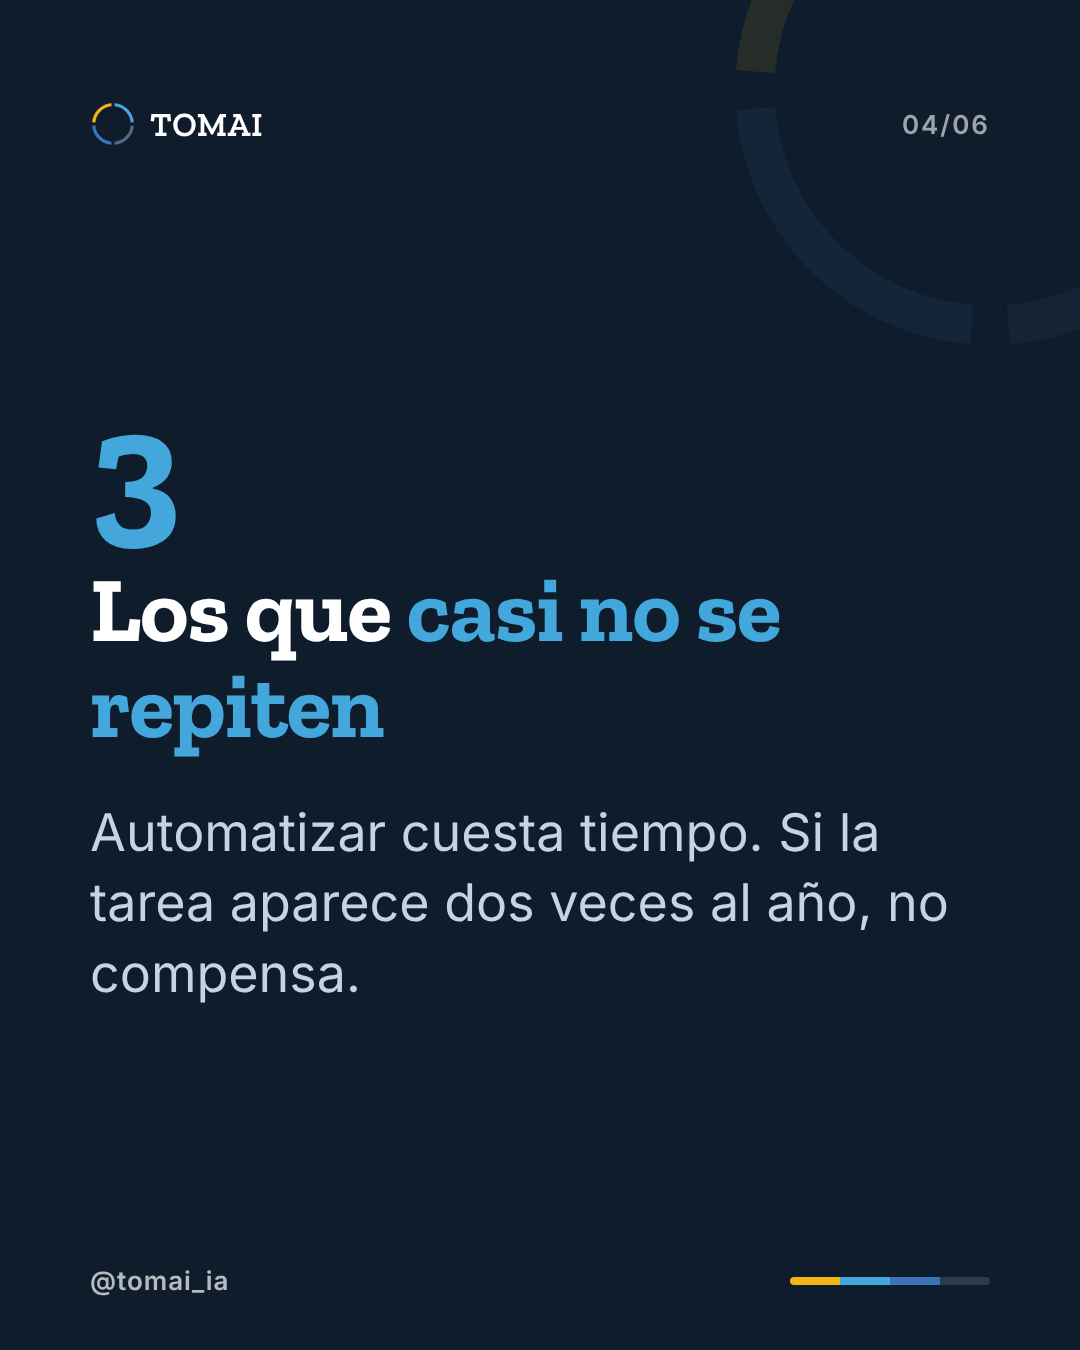 TOMAI
04/06
3
Los que casi no se
repiten
Automatizar cuesta tiempo. Si la
tarea aparece dos veces al año, no
compensa.
@tomai_ia